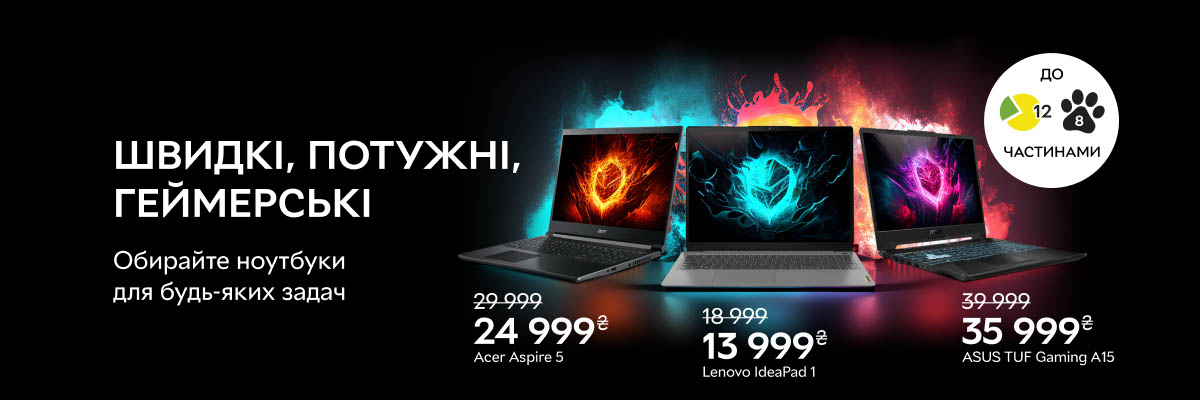 ШВИДКІ, ПОТУЖНІ,
ГЕЙМЕРСЬКІ
Обирайте ноутбуки
для будь-яких задач
29 999
24 999₴
Acer Aspire 5
18 999
13 999₴
Lenovo IdeaPad 1
39 999
35 999₴
ASUS TUF Gaming A15
ДО
12
8
ЧАСТИНАМИ
acer